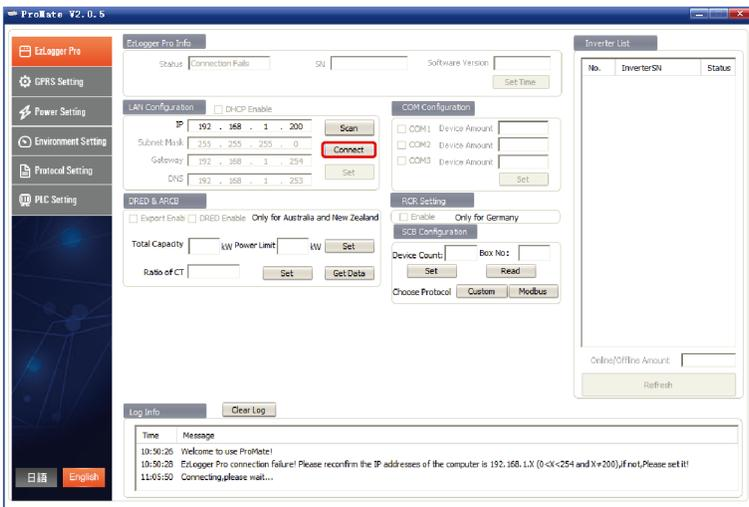 ProMate V2.0.5
EzLogger Pro
GPRS Setting
Power Setting
Environment Setting
Protocol Setting
PLC Setting
日語 English
EzLogger Pro Info
Status Connection Fails SN Software Version
Set Time
LAN Configuration DHCP Enable
IP 192 . 168 . 1 . 200 Scan
Subnet Mask 255 . 255 . 255 . 0 Connect
Gateway 192 . 168 . 1 . 254
Set
DNS 192 . 168 . 1 . 253
COM Configuration
COM1 Device Amount
COM2 Device Amount
COM3 Device Amount
Set
DRED & ARCB
Export Enab DRED Enable Only for Australia and New Zealand
Total Capacity kW Power Limit kW Set
Ratio of CT Set Get Data
RCR Setting
Enable Only for Germany
SCB Configuration
Device Count: Box No:
Set Read
Choose Protocol Custom Modbus
Inverter List
No. InverterSN Status
Online/Offline Amount
Refresh
Log Info Clear Log
Time Message
10:50:26 Welcome to use ProMate!
10:50:28 EzLogger Pro connection failure! Please reconfirm the IP addresses of the computer is 192.168.1.X (0<X<254 and X≠200),if not,Please set it!
11:05:50 Connecting,please wait...